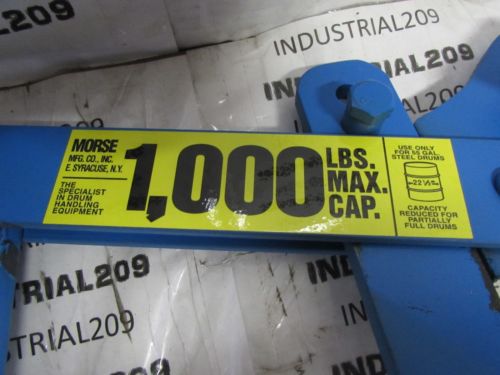 INDUSTRIAL209
INDUSTRIAL209
MORSE
MFG. CO., INC.
E. SYRACUSE, N.Y.
THE
SPECIALIST
IN DRUM
HANDLING
EQUIPMENT
1,000
LBS.
MAX.
CAP.
USE ONLY
FOR 55 GAL
STEEL DRUMS
CAPACITY
REDUCED FOR
PARTIALLY
FULL DRUMS
INDUSTRIAL209
TRIAL209
STRIAL209